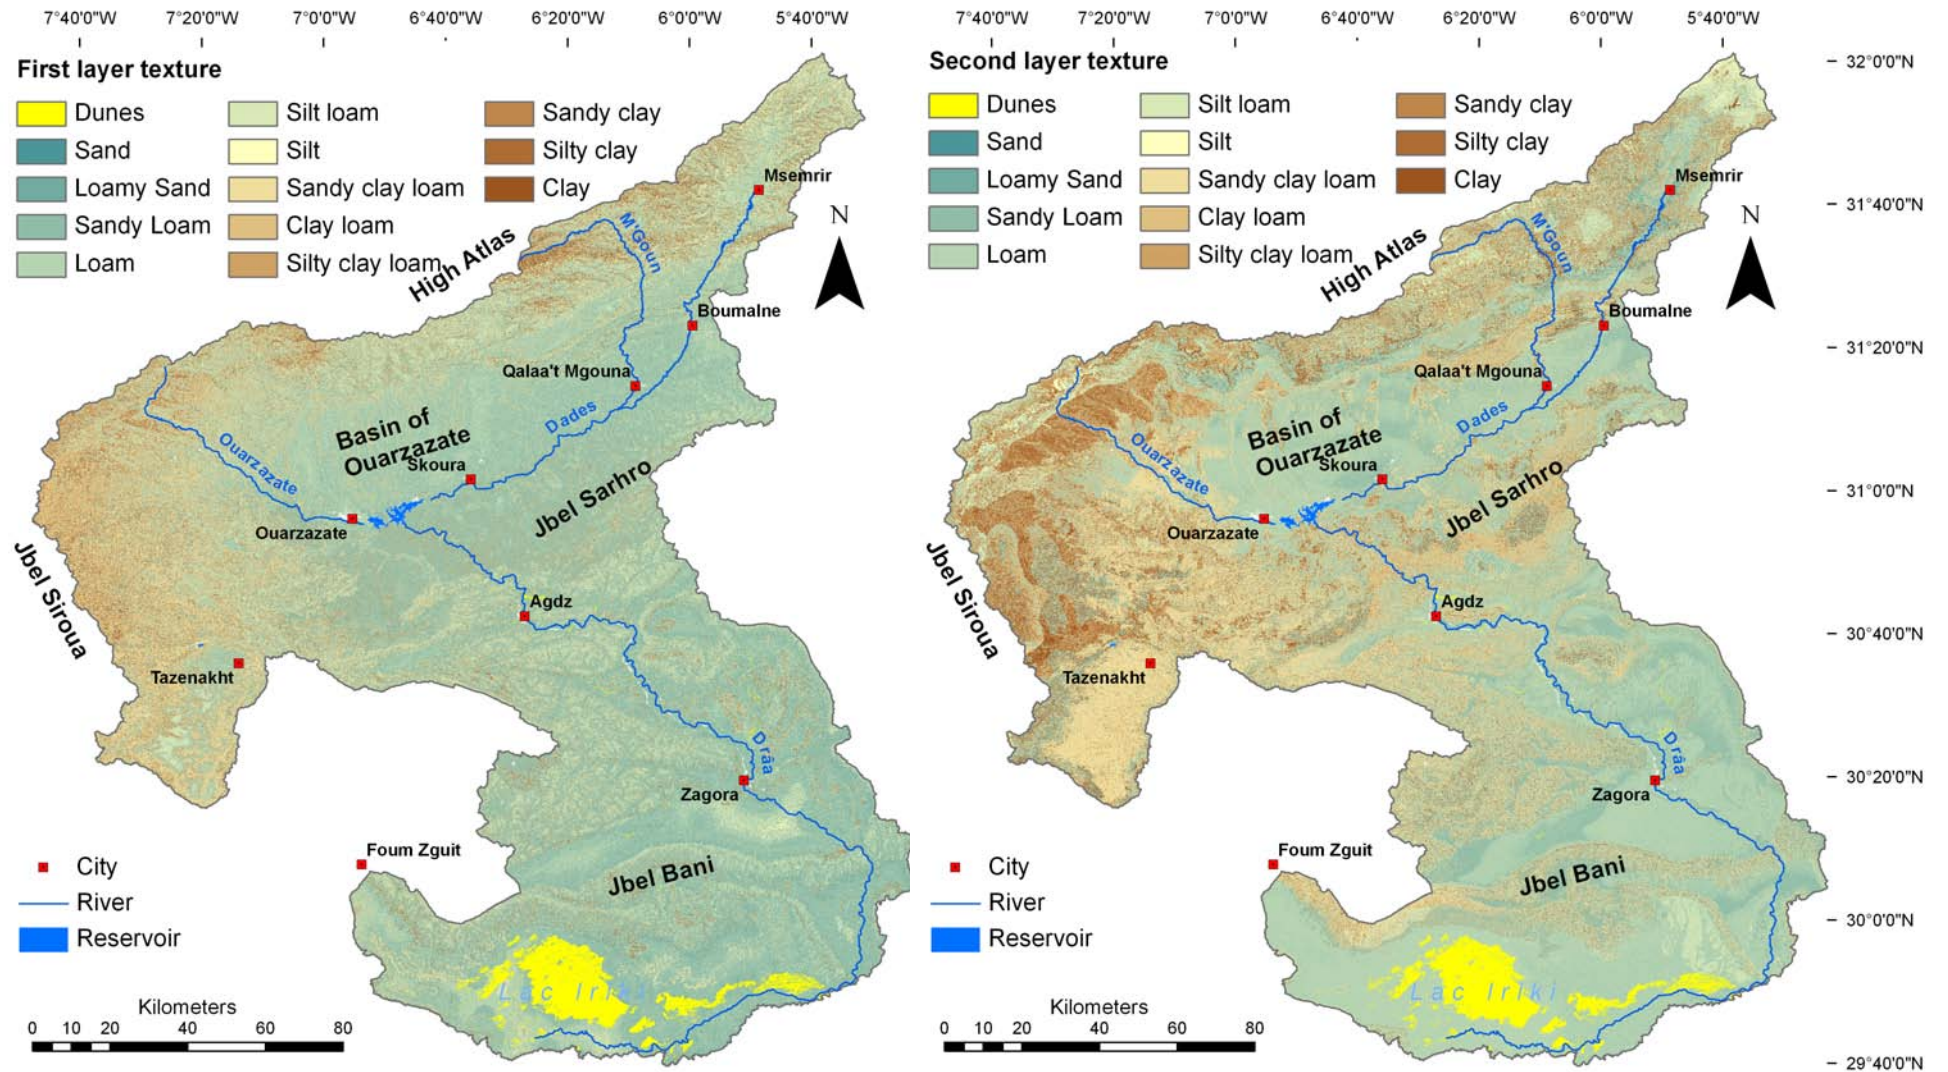 7°40'0"W 7°20'0"W 7°00'W 6°40'0"W 6°20'0"W 6°00"W 5°40'0"W
First layer texture
Dunes
Sand
Loamy Sand
Sandy Loam
Loam
Silt loam
Silt
Sandy clay loam
Clay loam
Silty clay loam
Sandy clay
Silty clay
Clay
Msemrir
N
M'Goun
High Atlas
Boumalne
Qalaa't Mgouna
Dades
Basin of
Ouarzazate
Skoura
Ouarzazate
Ouarzazate
Jbel Sarhro
Jbel Siroua
Agdz
Tazenakht
Drâa
Zagora
Foum Zguit
Jbel Bani
Lac Iriki
City
River
Reservoir
Kilometers
0 10 20 40 60 80
7°40'0"W 7°20'0"W 7°00'W 6°40'0"W 6°20'0"W 6°00"W 5°40'0"W
Second layer texture
Dunes
Sand
Loamy Sand
Sandy Loam
Loam
Silt loam
Silt
Sandy clay loam
Clay loam
Silty clay loam
Sandy clay
Silty clay
Clay
Msemrir
N
M'Goun
High Atlas
Boumalne
Qalaa't Mgouna
Dades
Basin of
Ouarzazate
Skoura
Ouarzazate
Ouarzazate
Jbel Sarhro
Jbel Siroua
Agdz
Tazenakht
Drâa
Zagora
Foum Zguit
Jbel Bani
Lac Iriki
City
River
Reservoir
Kilometers
0 10 20 40 60 80
32°0'0"N
31°40'0"N
31°20'0"N
31°0'0"N
30°40'0"N
30°20'0"N
30°0'0"N
29°40'0"N